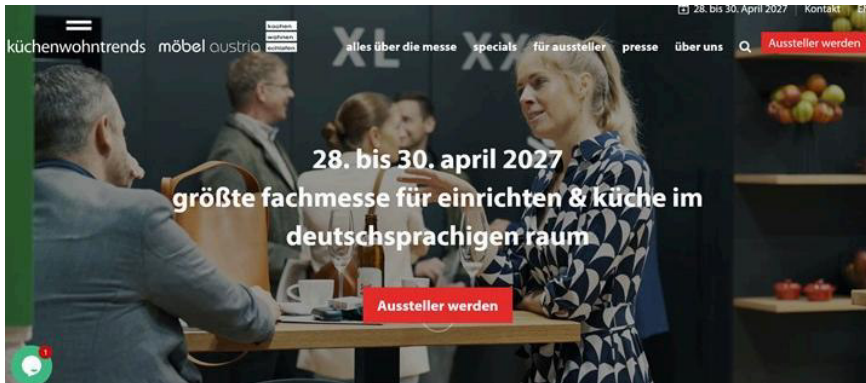 28. bis 30. April 2027 Kontakt
küchenwohntrends möbel austria
kochen
wohnen
einrichten
alles über die messe specials für aussteller presse über uns Aussteller werden
XL XX
28. bis 30. april 2027
größte fachmesse für einrichten & küche im
deutschsprachigen raum
Aussteller werden
1